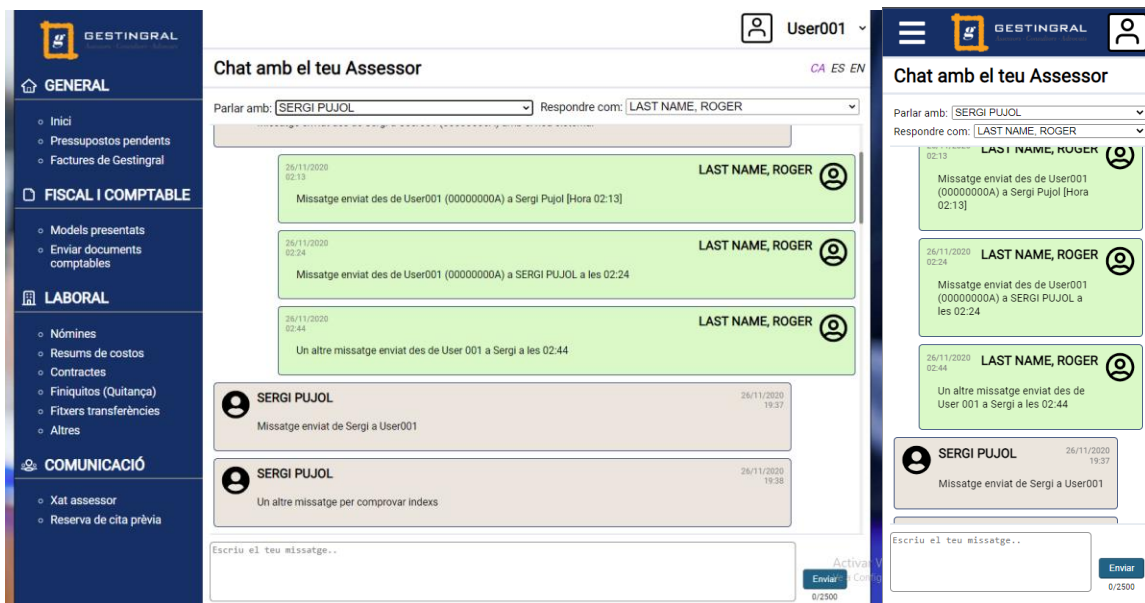 g GESTINGRAL
GENERAL
Inici
Pressupostos pendents
Factures de Gestingral
FISCAL I COMPTABLE
Models presentats
Enviar documents
comptables
LABORAL
Nómines
Resums de costos
Contractes
Finiquitos (Quitança)
Fitxers transferències
Altres
COMUNICACIÓ
Xat assessor
Reserva de cita prèvia
User001
Chat amb el teu Assessor
CA ES EN
Parlar amb: SERGI PUJOL Respondre com: LAST NAME, ROGER
26/11/2020
02:13
LAST NAME, ROGER
Missatge enviat des de User001 (00000000A) a Sergi Pujol [Hora 02:13]
26/11/2020
02:24
LAST NAME, ROGER
Missatge enviat des de User001 (00000000A) a SERGI PUJOL a les 02:24
26/11/2020
02:44
LAST NAME, ROGER
Un altre missatge enviat des de User 001 a Sergi a les 02:44
SERGI PUJOL
26/11/2020
19:37
Missatge enviat de Sergi a User001
SERGI PUJOL
26/11/2020
19:38
Un altre missatge per comprovar indexs
Escriu el teu missatge..
Enviar
0/2500
g GESTINGRAL
Chat amb el teu Assessor
Parlar amb: SERGI PUJOL
Respondre com: LAST NAME, ROGER
02:13
LAST NAME, ROGER
Missatge enviat des de User001
(00000000A) a Sergi Pujol [Hora
02:13]
26/11/2020
02:24
LAST NAME, ROGER
Missatge enviat des de User001
(00000000A) a SERGI PUJOL a
les 02:24
26/11/2020
02:44
LAST NAME, ROGER
Un altre missatge enviat des de
User 001 a Sergi a les 02:44
SERGI PUJOL
26/11/2020
19:37
Missatge enviat de Sergi a User001
Escriu el teu missatge..
Enviar
0/2500